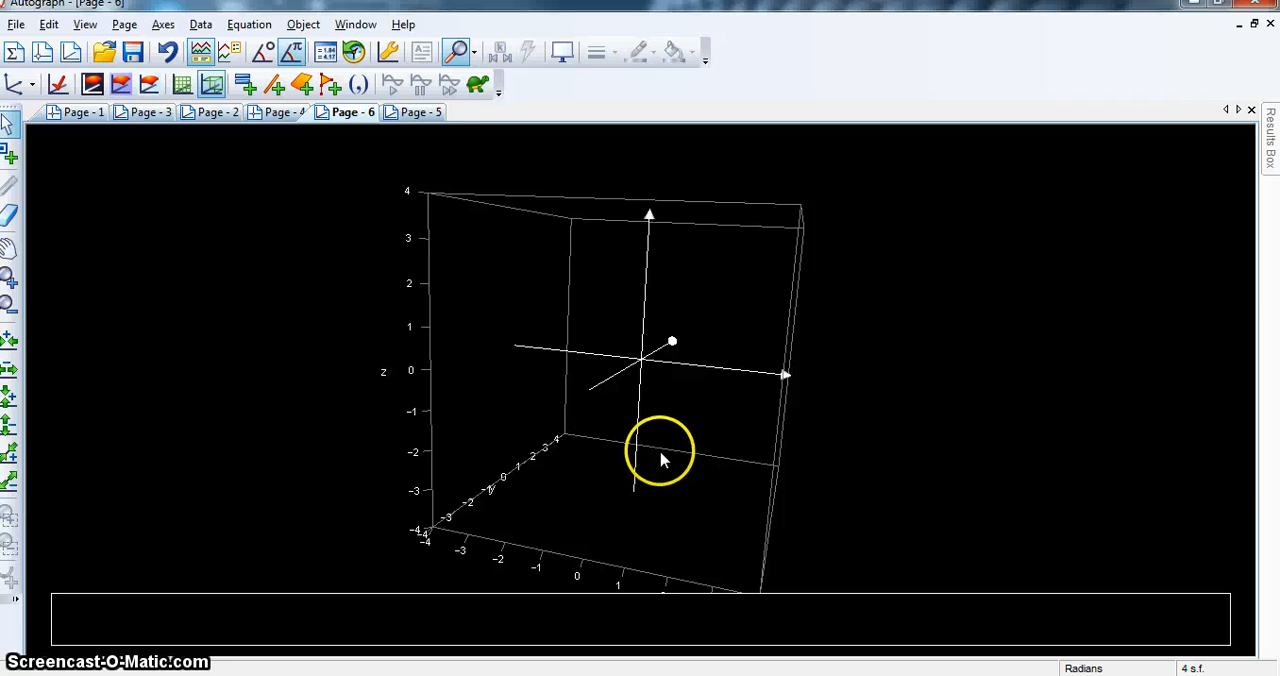 Autograph - [Page - 6]
File Edit View Page Axes Data Equation Object Window Help
Page - 1 Page - 3 Page - 2 Page - 4 Page - 6 Page - 5
Results Box
4
3
2
1
z 0
-1
-2
-3
-4
4
3
2
1
0
-1
y
-2
-3
-4
-4
-3
-2
-1
0
1
Screencast-O-Matic.com
Radians 4 s.f.